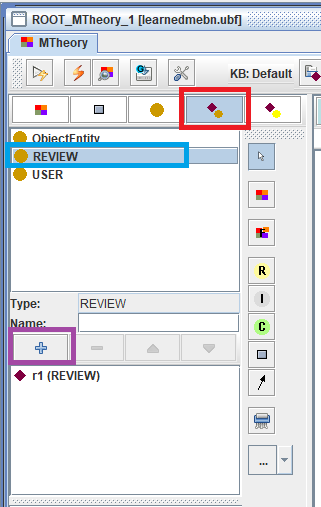 ROOT_MTheory_1 [learnedmebn.ubf]
MTheory
KB: Default
ObjectEntity
REVIEW
USER
R
I
C
Type: REVIEW
Name:
r1 (REVIEW)
...